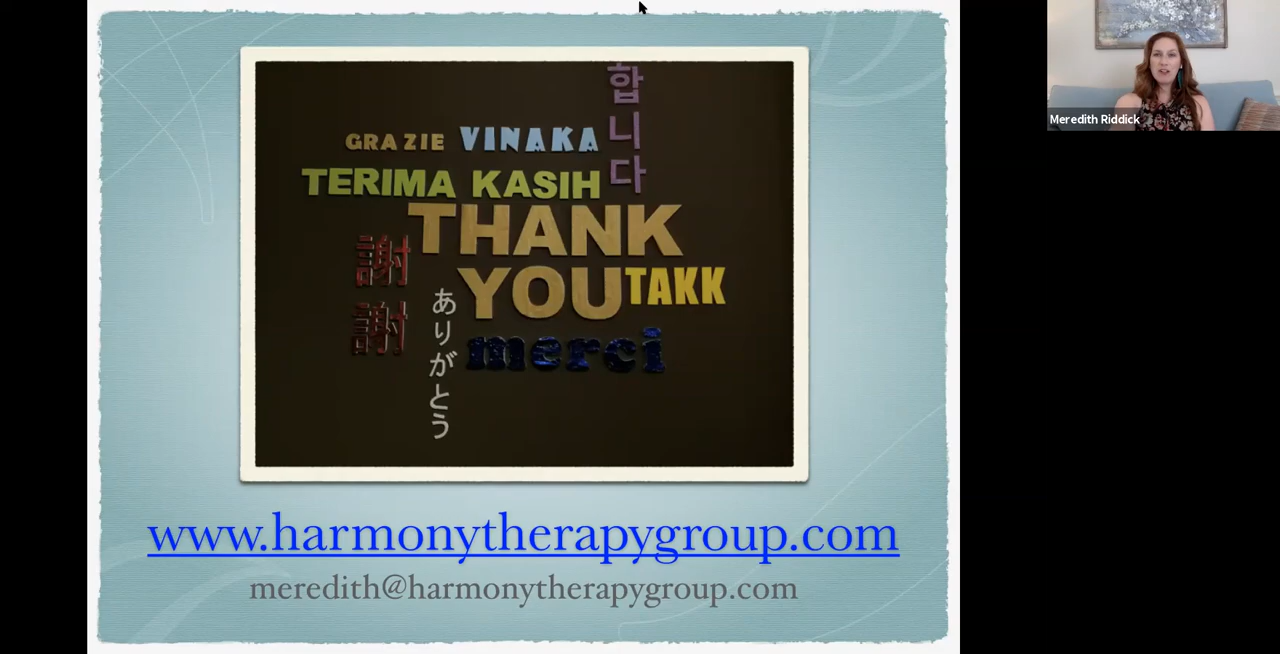 합니다
GRAZIE
VINAKA
TERIMA KASIH
THANK
YOU
TAKK
謝謝
ありがとう
merci
www.harmonytherapygroup.com
meredith@harmonytherapygroup.com
Meredith Riddick